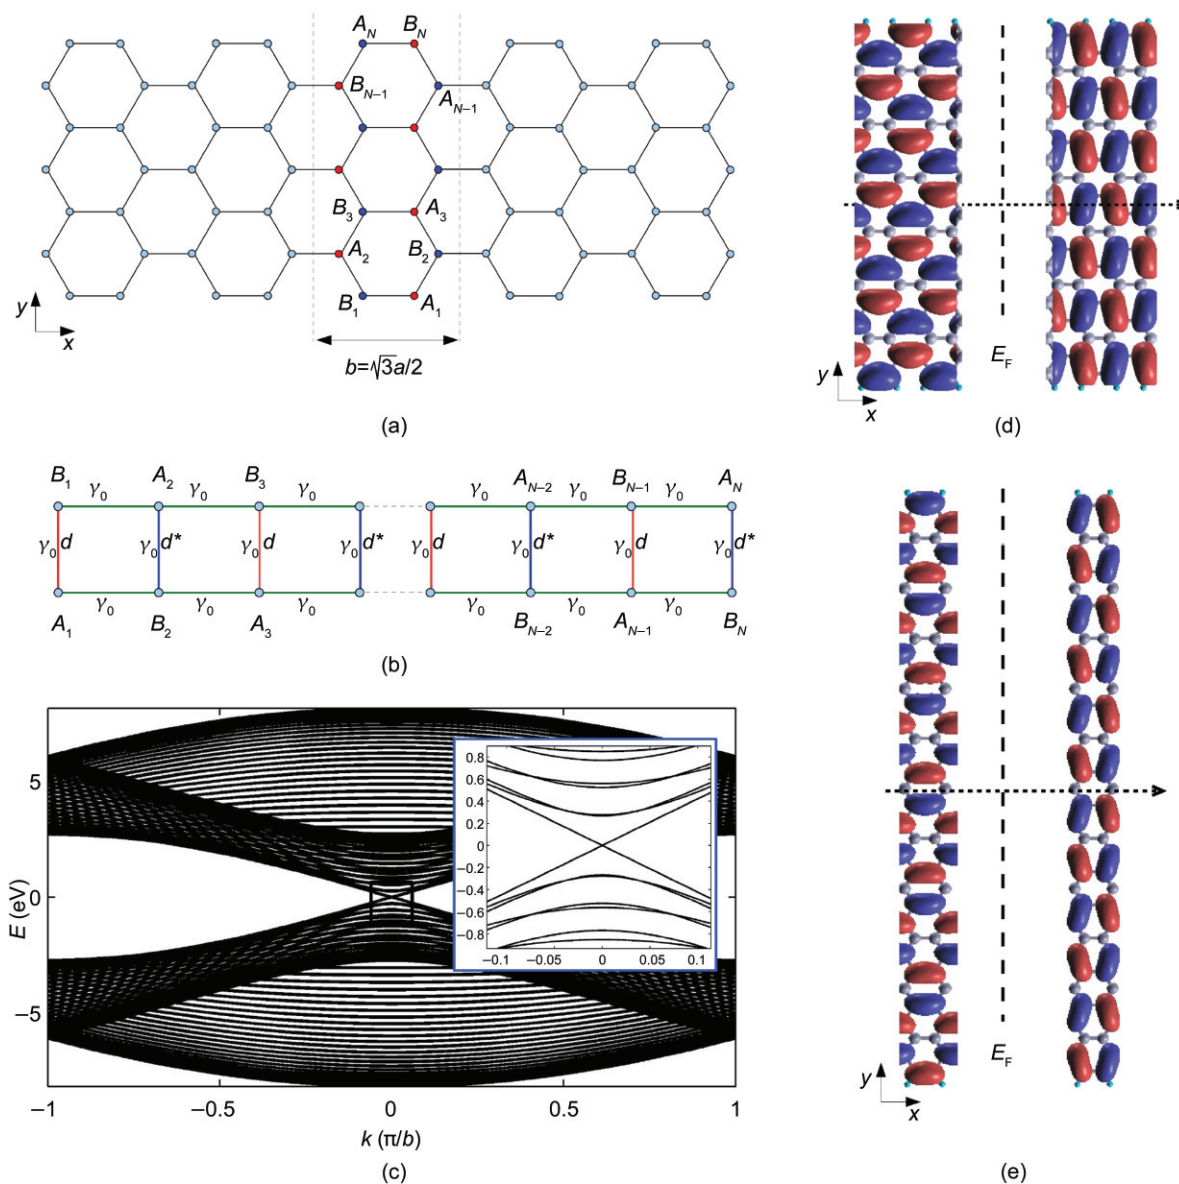 A_N B_N
B_{N−1} A_{N−1}
B_3 A_3
A_2 B_2
B_1 A_1
y
x
b=√3a/2
(a)
B_1 A_2 B_3 A_{N−2} B_{N−1} A_N
γ_0 γ_0 γ_0 γ_0 γ_0 γ_0
γ_0 d γ_0 d* γ_0 d γ_0 d* γ_0 d γ_0 d* γ_0 d γ_0 d*
γ_0 γ_0 γ_0 γ_0 γ_0 γ_0
A_1 B_2 A_3 B_{N−2} A_{N−1} B_N
(b)
E (eV)
5
0
−5
−1 −0.5 0 0.5 1
k (π/b)
0.8
0.6
0.4
0.2
0
−0.2
−0.4
−0.6
−0.8
−0.1 −0.05 0 0.05 0.1
(c)
E_F
y
x
(d)
E_F
y
x
(e)